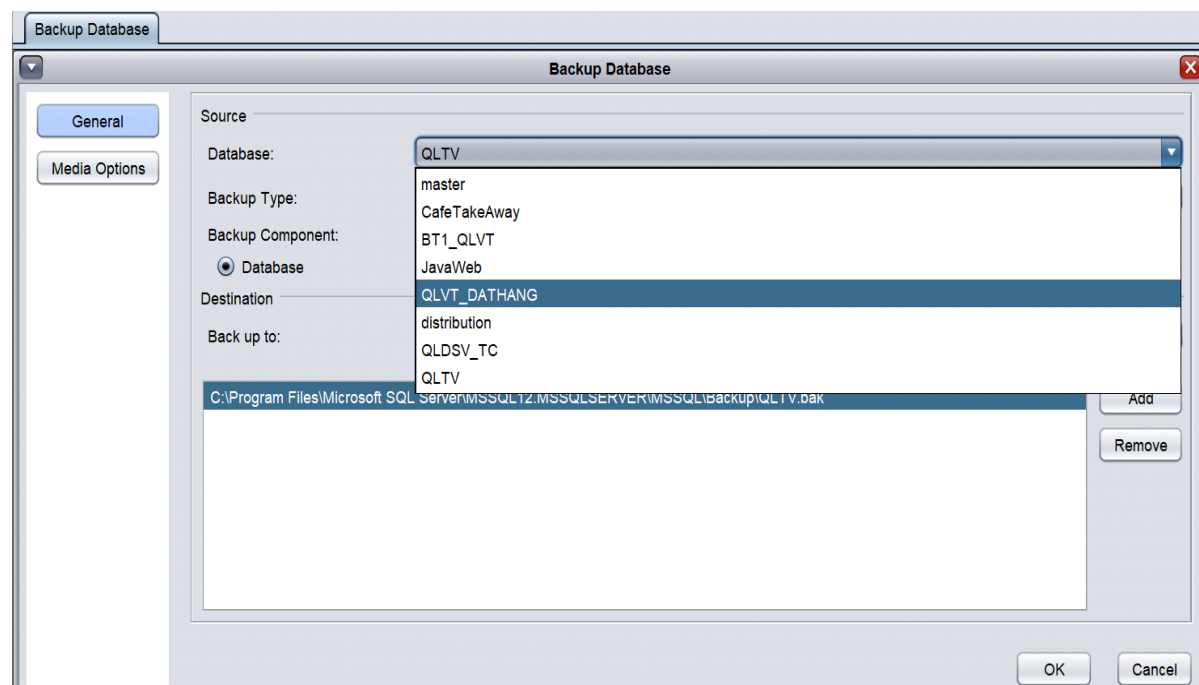 Backup Database
Backup Database
General
Media Options
Source
Database:
QLTV
master
CafeTakeAway
BT1_QLVT
JavaWeb
QLVT_DATHANG
distribution
QLDSV_TC
QLTV
Backup Type:
Backup Component:
Database
Destination
Back up to:
C:\Program Files\Microsoft SQL Server\MSSQL12.MSSQLSERVER\MSSQL\Backup\QLTV.bak
Add
Remove
OK
Cancel